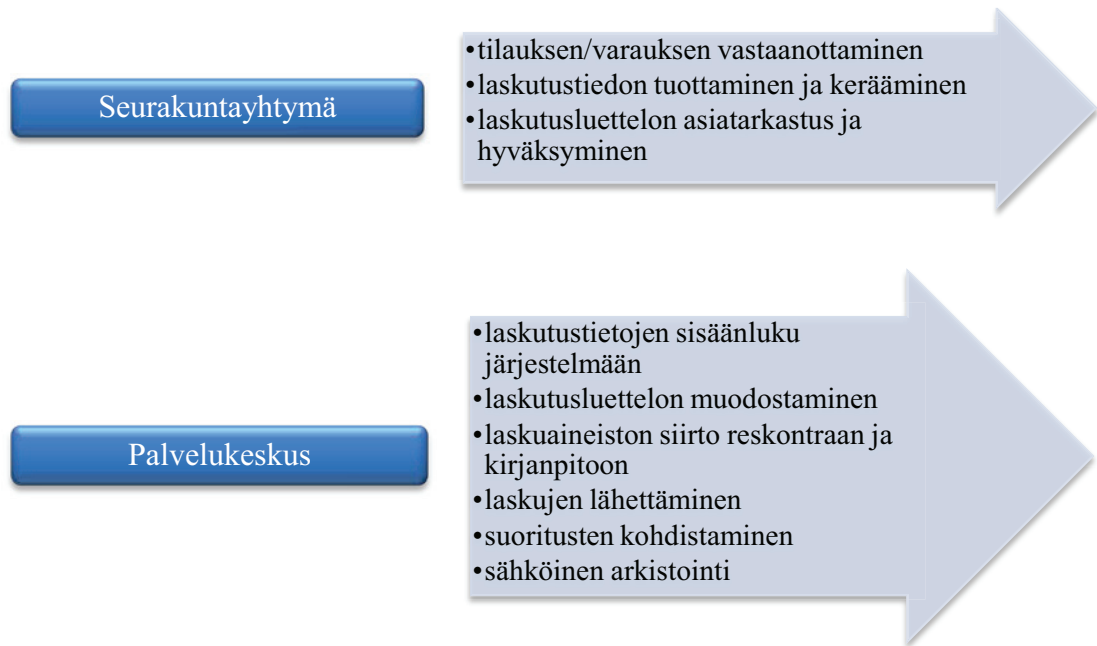 Seurakuntayhtymä
•tilauksen/varauksen vastaanottaminen
•laskutustiedon tuottaminen ja kerääminen
•laskutusluettelon asiatarkastus ja
hyväksyminen
Palvelukeskus
•laskutustietojen sisäänluku
järjestelmään
•laskutusluettelon muodostaminen
•laskuaineiston siirto reskontraan ja
kirjanpitoon
•laskujen lähettäminen
•suoritusten kohdistaminen
•sähköinen arkistointi